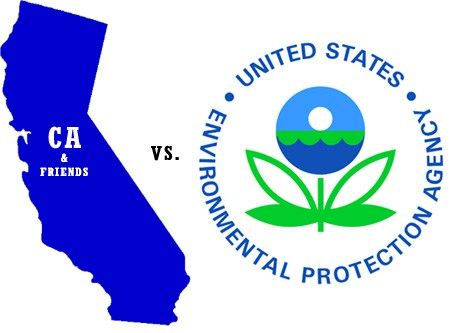 CA
&
FRIENDS
VS.
UNITED STATES
• ENVIRONMENTAL PROTECTION AGENCY •